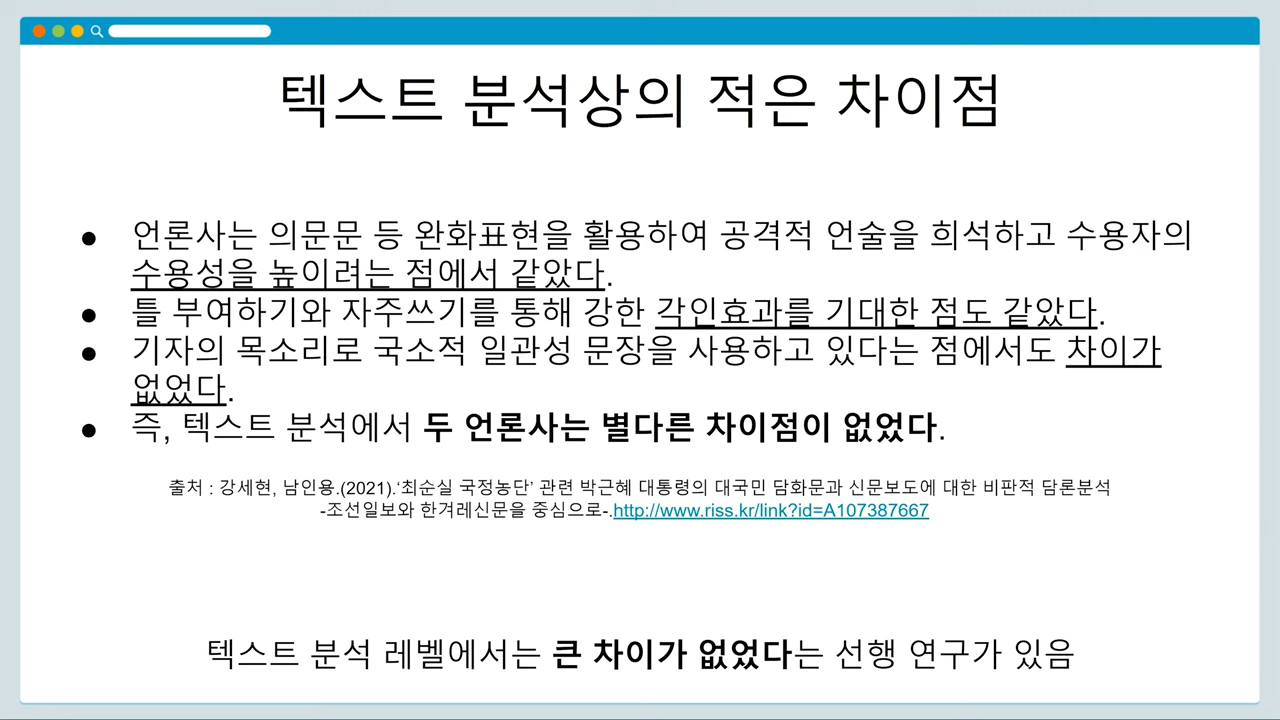 텍스트 분석상의 적은 차이점
● 언론사는 의문문 등 완화표현을 활용하여 공격적 언술을 희석하고 수용자의
수용성을 높이려는 점에서 같았다.
● 틀 부여하기와 자주쓰기를 통해 강한 각인효과를 기대한 점도 같았다.
● 기자의 목소리로 국소적 일관성 문장을 사용하고 있다는 점에서도 차이가
없었다.
● 즉, 텍스트 분석에서 두 언론사는 별다른 차이점이 없었다.
출처 : 강세현, 남인용.(2021).‘최순실 국정농단’ 관련 박근혜 대통령의 대국민 담화문과 신문보도에 대한 비판적 담론분석
-조선일보와 한겨레신문을 중심으로-.http://www.riss.kr/link?id=A107387667
텍스트 분석 레벨에서는 큰 차이가 없었다는 선행 연구가 있음